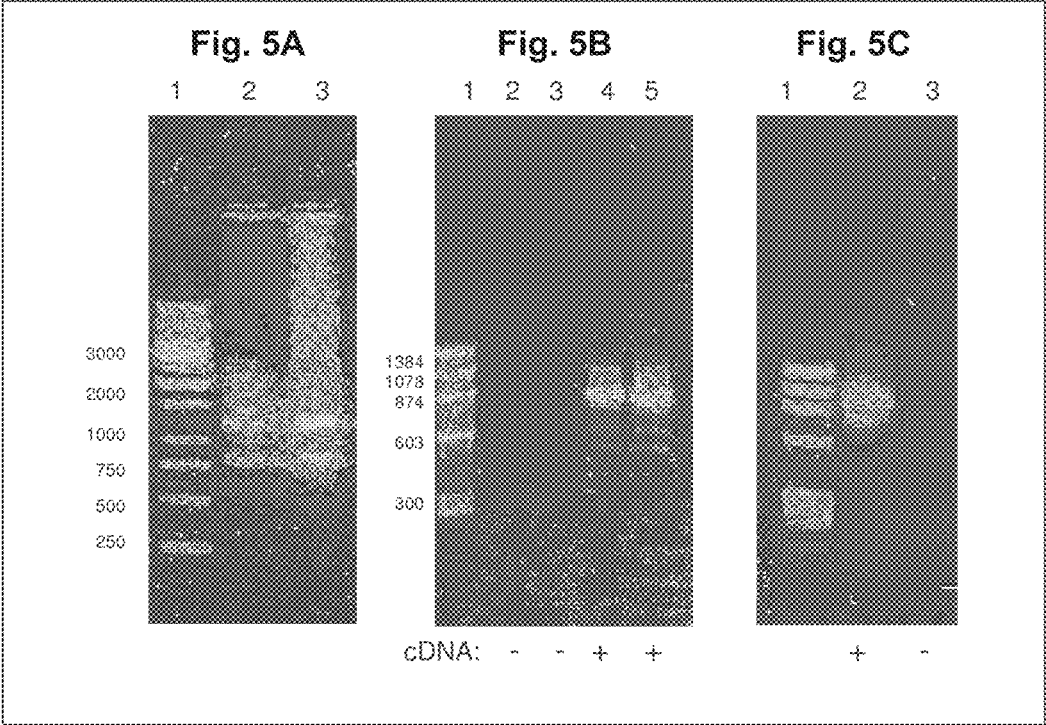 Fig. 5A
Fig. 5B
Fig. 5C
1 2 3
1 2 3 4 5
1 2 3
3000
2000
1000
750
500
250
1384
1078
874
603
300
cDNA: - - + +
+ -